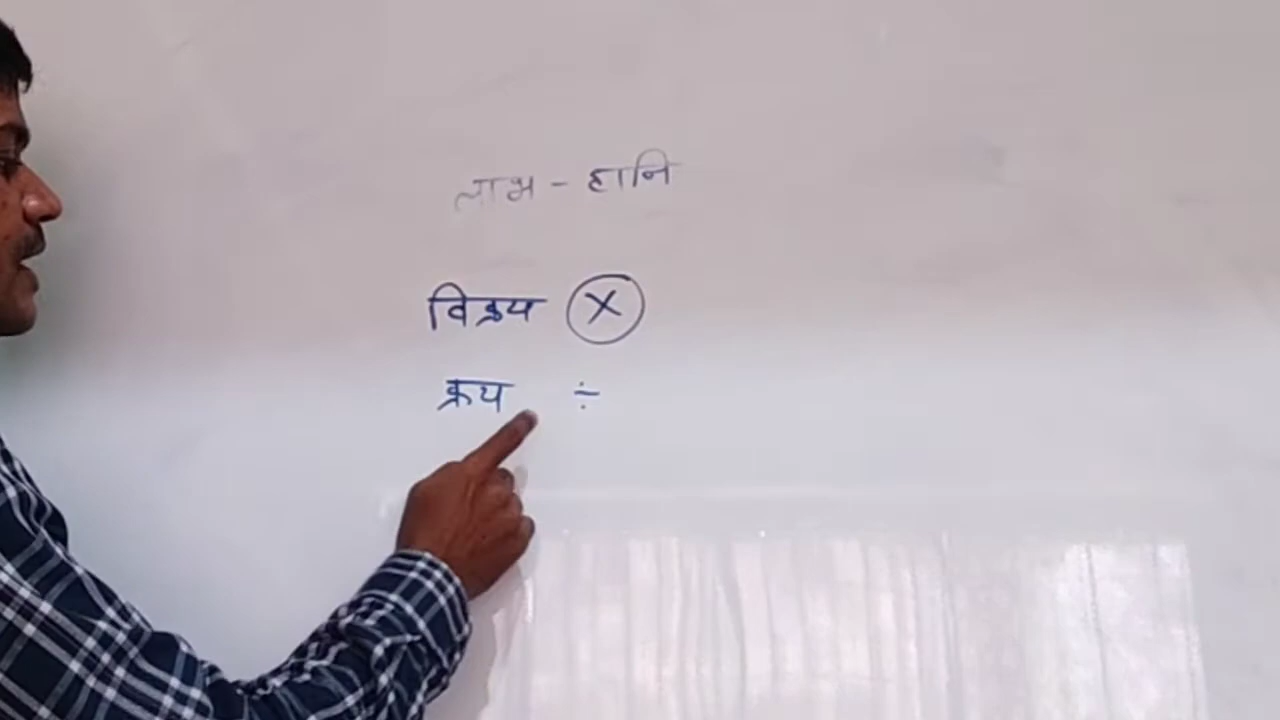 लाभ - हानि
विक्रय ×
क्रय ÷